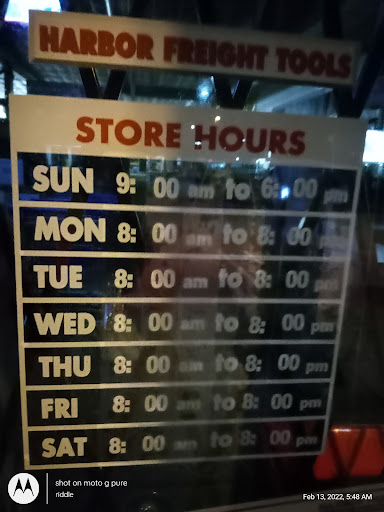 HARBOR FREIGHT TOOLS
STORE HOURS
SUN 9: 00 am to 6: 00 pm
MON 8: 00 am to 8: 00 pm
TUE 8: 00 am to 8: 00 pm
WED 8: 00 am to 8: 00 pm
THU 8: 00 am to 8: 00 pm
FRI 8: 00 am to 8: 00 pm
SAT 8: 00 am to 8: 00 pm
shot on moto g pure
riddle
Feb 13, 2022, 5:48 AM